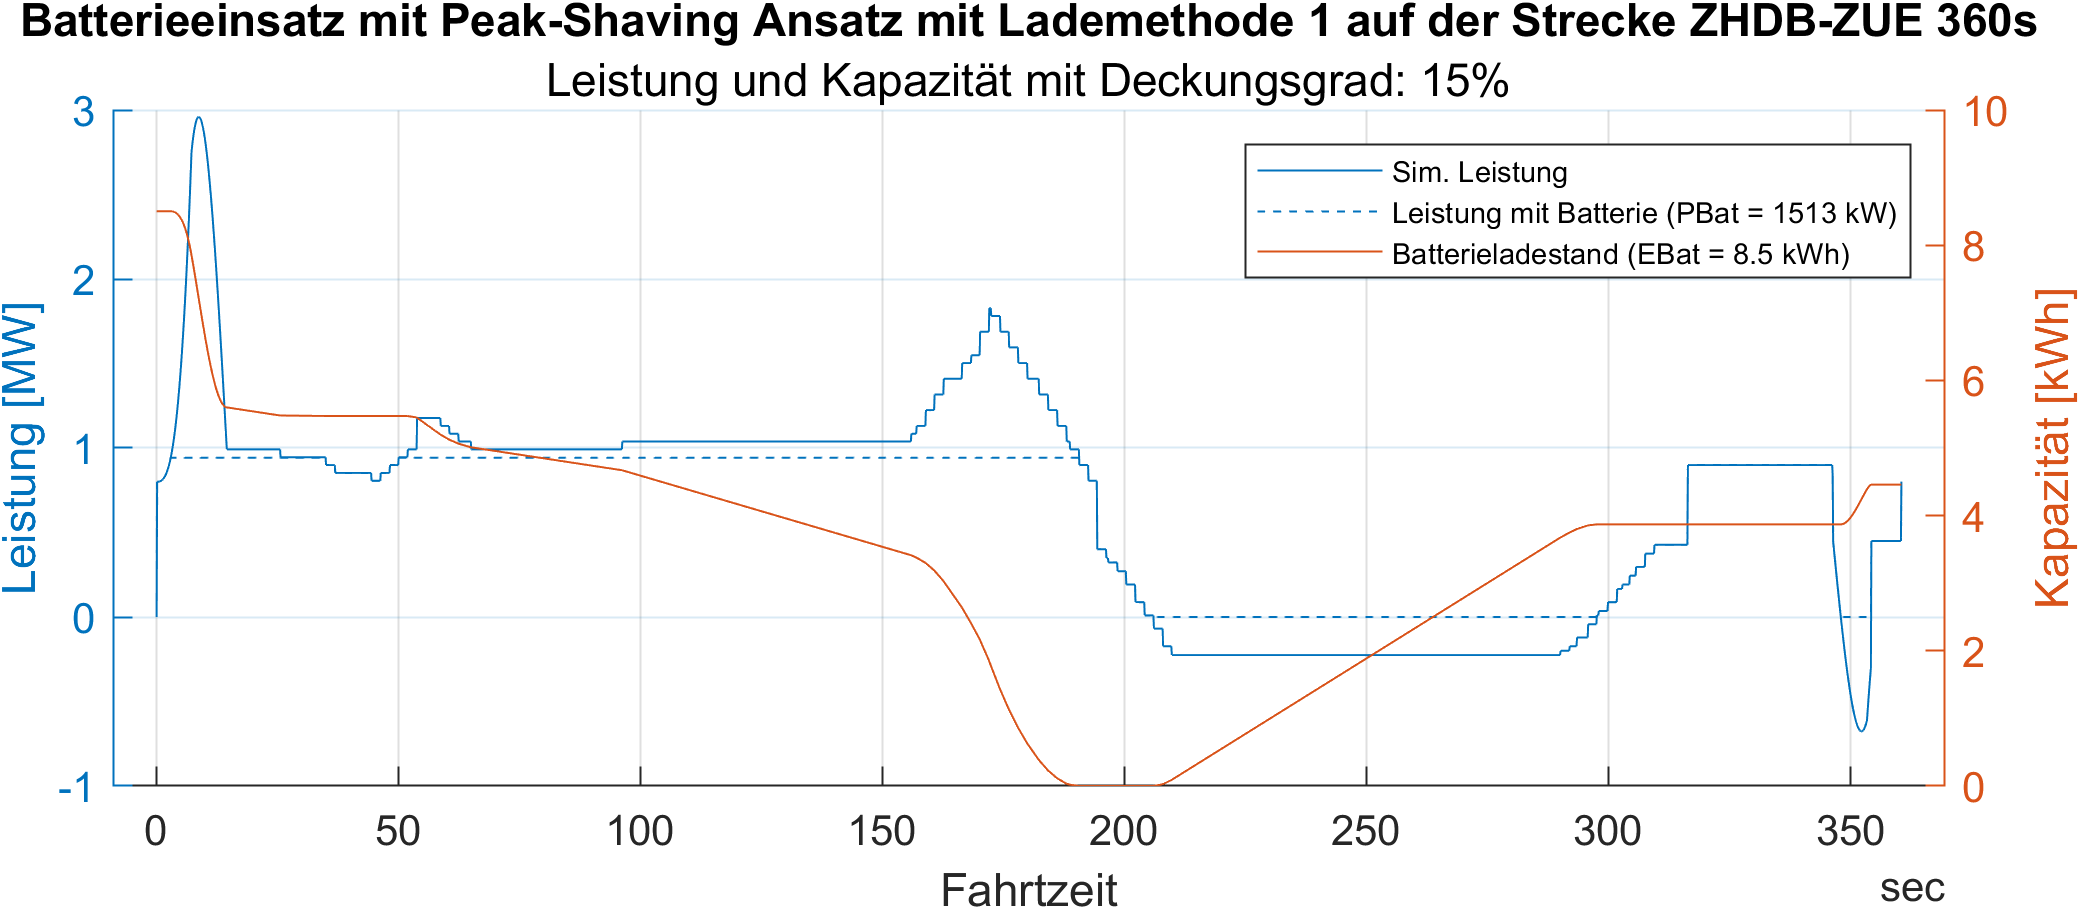 Batterieeinsatz mit Peak-Shaving Ansatz mit Lademethode 1 auf der Strecke ZHDB-ZUE 360s
Leistung und Kapazität mit Deckungsgrad: 15%
Leistung [MW]
3
2
1
0
-1
Sim. Leistung
Leistung mit Batterie (PBat = 1513 kW)
Batterieladestand (EBat = 8.5 kWh)
10
8
6
4
2
0
Kapazität [kWh]
0 50 100 150 200 250 300 350
Fahrtzeit
sec